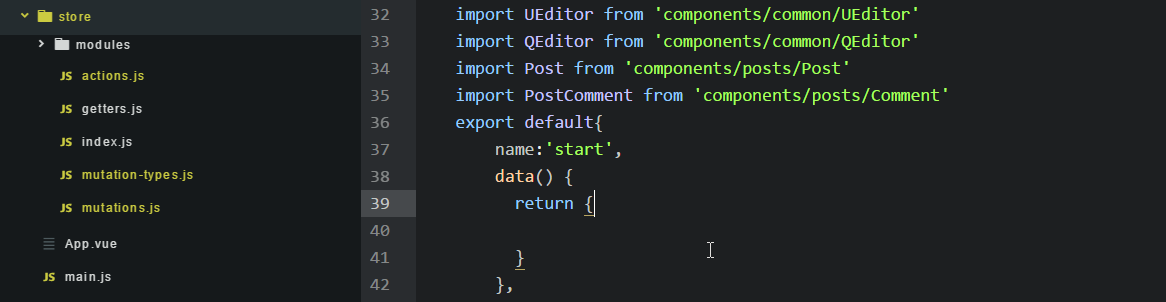 store
modules
JS actions.js
JS getters.js
JS index.js
JS mutation-types.js
JS mutations.js
App.vue
JS main.js
32 import UEditor from 'components/common/UEditor'
33 import QEditor from 'components/common/QEditor'
34 import Post from 'components/posts/Post'
35 import PostComment from 'components/posts/Comment'
36 export default{
37 name:'start',
38 data() {
39 return {
40
41 }
42 },